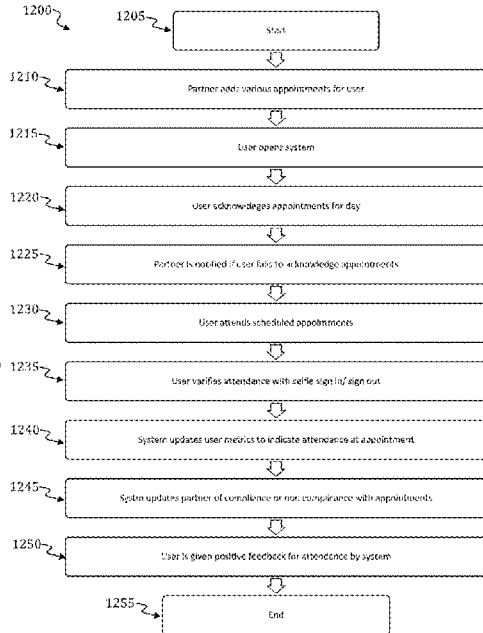 1200
1205
Start
1210
Partner adds various appointments for user
1215
User opens system
1220
User acknowledges appointments for day
1225
Partner is notified if user fails to acknowledge appointments
1230
User attends scheduled appointments
1235
User varifies attendance with selfie sign in/ sign out
1240
System updates user metrics to indicate attendance at appointment
1245
Systm updates partner of compliance or non compliance with appointments
1250
User is given positive feedback for attendance by system
1255
End